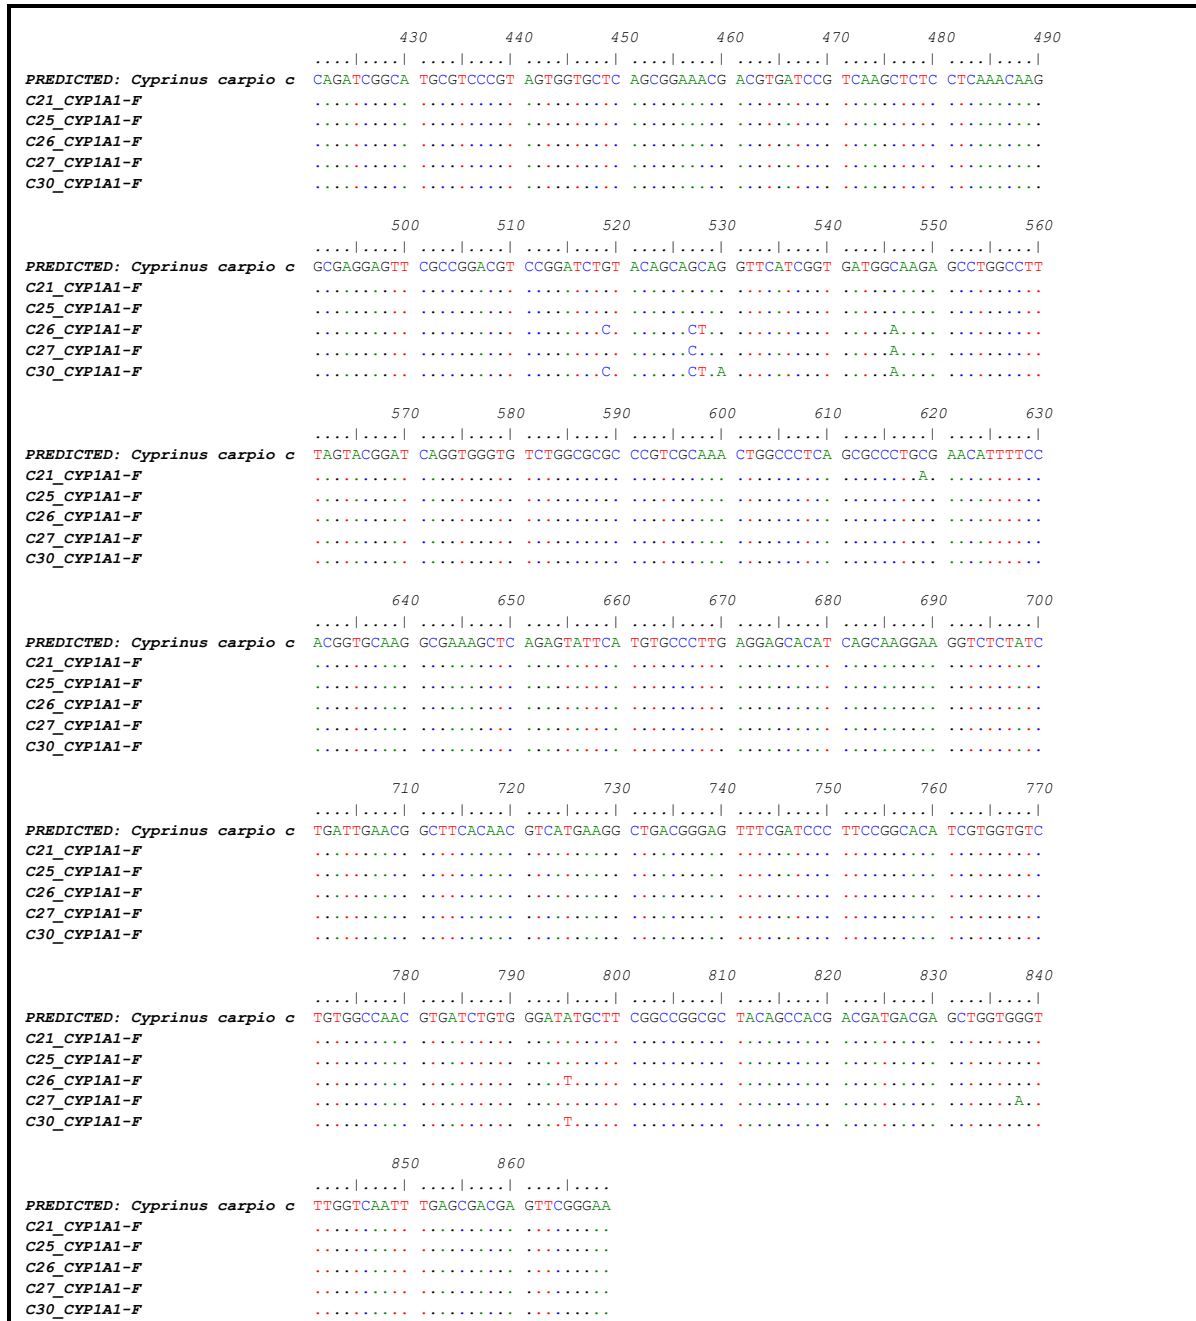 430 440 450 460 470 480 490
....|....| ....|....| ....|....| ....|....| ....|....| ....|....| ....|....|
PREDICTED: Cyprinus carpio c CAGATCGGCA TGCGTCCCGT AGTGGTGCTC AGCGGAAACG ACGTGATCCG TCAAGCTCTC CTCAAACAAG
C21_CYP1A1-F .......... .......... .......... .......... .......... .......... ..........
C25_CYP1A1-F .......... .......... .......... .......... .......... .......... ..........
C26_CYP1A1-F .......... .......... .......... .......... .......... .......... ..........
C27_CYP1A1-F .......... .......... .......... .......... .......... .......... ..........
C30_CYP1A1-F .......... .......... .......... .......... .......... .......... ..........
500 510 520 530 540 550 560
....|....| ....|....| ....|....| ....|....| ....|....| ....|....| ....|....|
PREDICTED: Cyprinus carpio c GCGAGGAGTT CGCCGGACGT CCGGATCTGT ACAGCAGCAG GTTCATCGGT GATGGCAAGA GCCTGGCCTT
C21_CYP1A1-F .......... .......... .......... .......... .......... .......... ..........
C25_CYP1A1-F .......... .......... .......... .......... .......... .......... ..........
C26_CYP1A1-F .......... .......... ........C. ......CT.. .......... .....A.... ..........
C27_CYP1A1-F .......... .......... .......... ......C... .......... .....A.... ..........
C30_CYP1A1-F .......... .......... ........C. ......CT.A .......... .....A.... ..........
570 580 590 600 610 620 630
....|....| ....|....| ....|....| ....|....| ....|....| ....|....| ....|....|
PREDICTED: Cyprinus carpio c TAGTACGGAT CAGGTGGGTG TCTGGCGCGC CCGTCGCAAA CTGGCCCTCA GCGCCCTGCG AACATTTTCC
C21_CYP1A1-F .......... .......... .......... .......... .......... ........A. ..........
C25_CYP1A1-F .......... .......... .......... .......... .......... .......... ..........
C26_CYP1A1-F .......... .......... .......... .......... .......... .......... ..........
C27_CYP1A1-F .......... .......... .......... .......... .......... .......... ..........
C30_CYP1A1-F .......... .......... .......... .......... .......... .......... ..........
640 650 660 670 680 690 700
....|....| ....|....| ....|....| ....|....| ....|....| ....|....| ....|....|
PREDICTED: Cyprinus carpio c ACGGTGCAAG GCGAAAGCTC AGAGTATTCA TGTGCCCTTG AGGAGCACAT CAGCAAGGAA GGTCTCTATC
C21_CYP1A1-F .......... .......... .......... .......... .......... .......... ..........
C25_CYP1A1-F .......... .......... .......... .......... .......... .......... ..........
C26_CYP1A1-F .......... .......... .......... .......... .......... .......... ..........
C27_CYP1A1-F .......... .......... .......... .......... .......... .......... ..........
C30_CYP1A1-F .......... .......... .......... .......... .......... .......... ..........
710 720 730 740 750 760 770
....|....| ....|....| ....|....| ....|....| ....|....| ....|....| ....|....|
PREDICTED: Cyprinus carpio c TGATTGAACG GCTTCACAAC GTCATGAAGG CTGACGGGAG TTTCGATCCC TTCCGGCACA TCGTGGTGTC
C21_CYP1A1-F .......... .......... .......... .......... .......... .......... ..........
C25_CYP1A1-F .......... .......... .......... .......... .......... .......... ..........
C26_CYP1A1-F .......... .......... .......... .......... .......... .......... ..........
C27_CYP1A1-F .......... .......... .......... .......... .......... .......... ..........
C30_CYP1A1-F .......... .......... .......... .......... .......... .......... ..........
780 790 800 810 820 830 840
....|....| ....|....| ....|....| ....|....| ....|....| ....|....| ....|....|
PREDICTED: Cyprinus carpio c TGTGGCCAAC GTGATCTGTG GGATATGCTT CGGCCGGCGC TACAGCCACG ACGATGACGA GCTGGTGGGT
C21_CYP1A1-F .......... .......... .......... .......... .......... .......... ..........
C25_CYP1A1-F .......... .......... .......... .......... .......... .......... ..........
C26_CYP1A1-F .......... .......... ....T..... .......... .......... .......... ..........
C27_CYP1A1-F .......... .......... .......... .......... .......... .......... .......A..
C30_CYP1A1-F .......... .......... ....T..... .......... .......... .......... ..........
850 860
....|....| ....|....| ....|....
PREDICTED: Cyprinus carpio c TTGGTCAATT TGAGCGACGA GTTCGGGAA
C21_CYP1A1-F .......... .......... .........
C25_CYP1A1-F .......... .......... .........
C26_CYP1A1-F .......... .......... .........
C27_CYP1A1-F .......... .......... .........
C30_CYP1A1-F .......... .......... .........